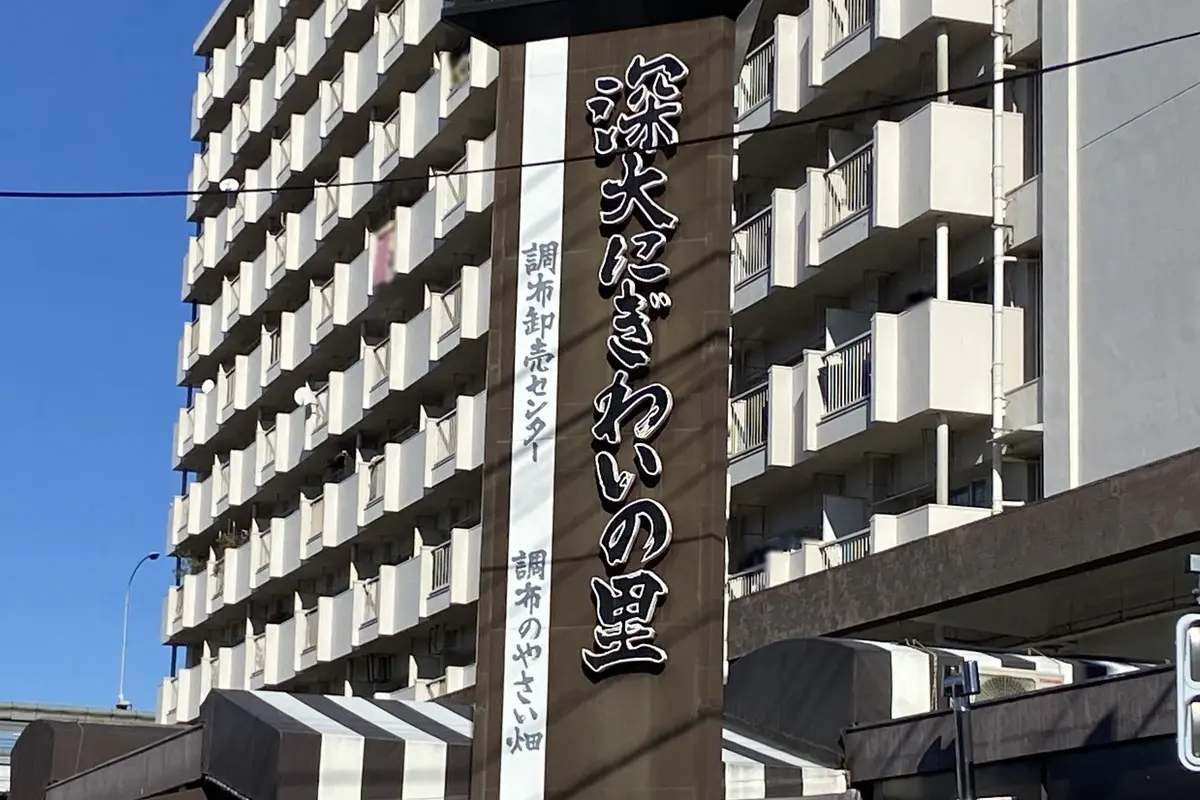 深大にぎわいの里
調布卸売センター
調布のやさい畑